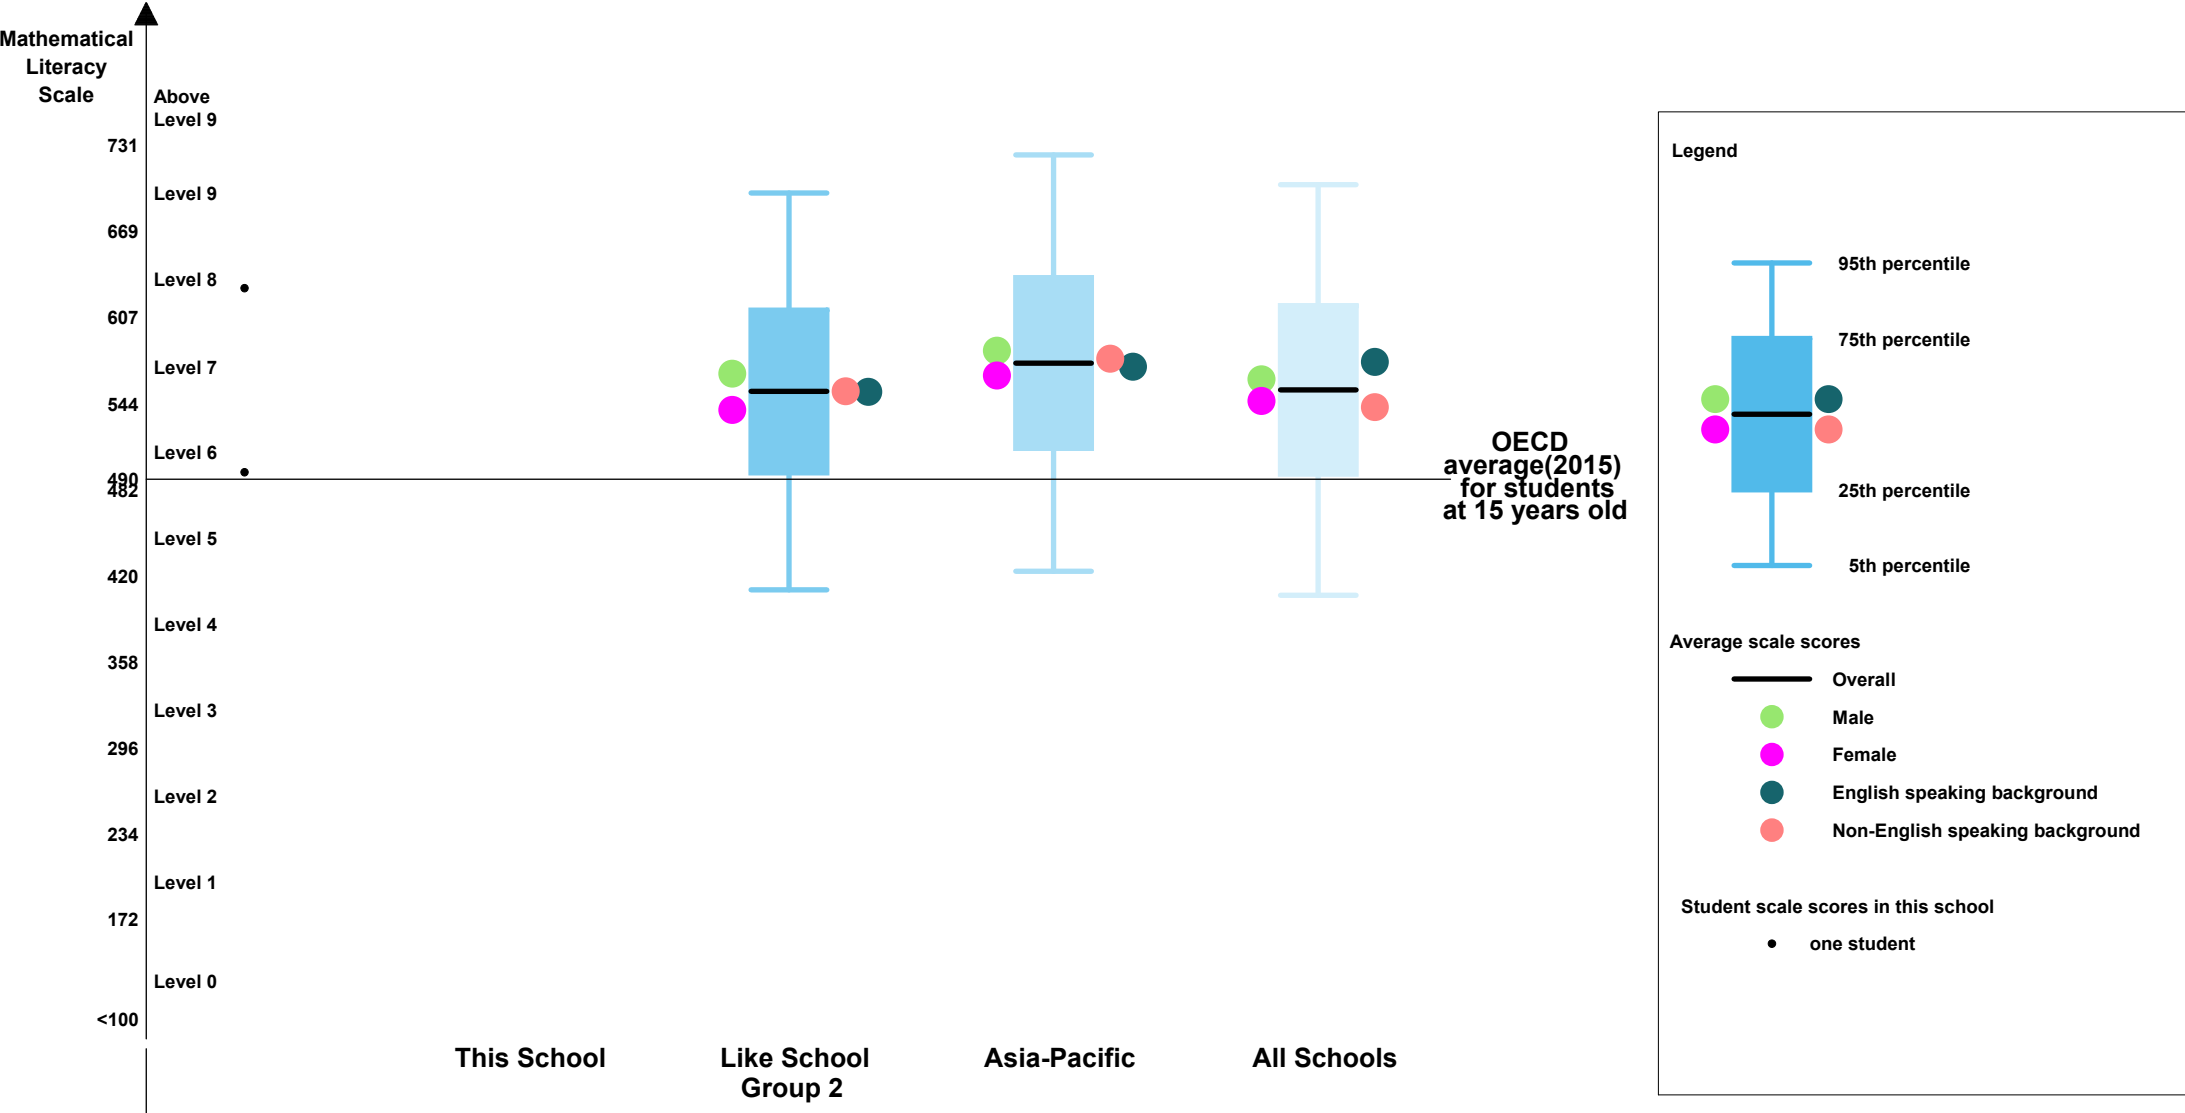 Mathematical
Literacy
Scale
Above
Level 9
731
Level 9
669
Level 8
607
Level 7
544
Level 6
490
482
Level 5
420
Level 4
358
Level 3
296
Level 2
234
Level 1
172
Level 0
<100
OECD
average(2015)
for students
at 15 years old
This School
Like School
Group 2
Asia-Pacific
All Schools
Legend
95th percentile
75th percentile
25th percentile
5th percentile
Average scale scores
Overall
Male
Female
English speaking background
Non-English speaking background
Student scale scores in this school
one student